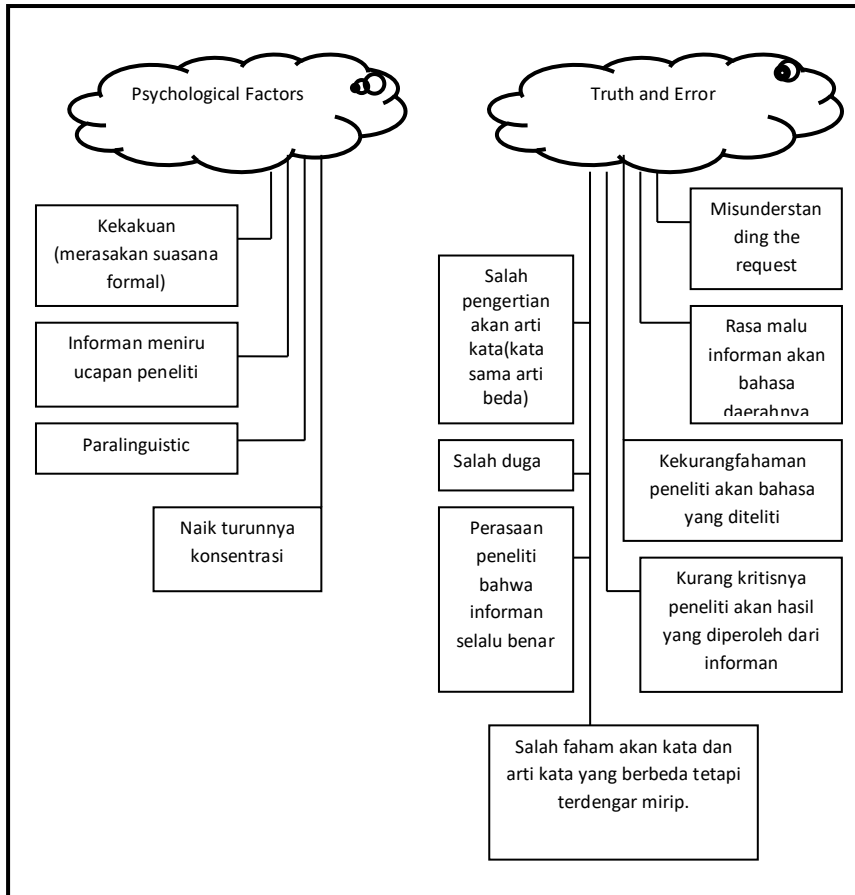 Psychological Factors
Kekakuan
(merasakan suasana
formal)
Informan meniru
ucapan peneliti
Paralinguistic
Naik turunnya
konsentrasi
Truth and Error
Misunderstan
ding the
request
Salah
pengertian
akan arti
kata(kata
sama arti
beda)
Rasa malu
informan akan
bahasa
daerahnya
Salah duga
Kekurangfahaman
peneliti akan bahasa
yang diteliti
Perasaan
peneliti
bahwa
informan
selalu benar
Kurang kritisnya
peneliti akan hasil
yang diperoleh dari
informan
Salah faham akan kata dan
arti kata yang berbeda tetapi
terdengar mirip.